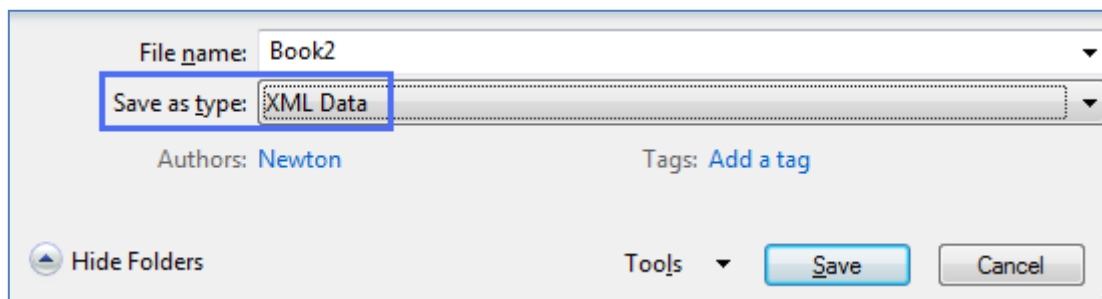 File name: Book2
Save as type: XML Data
Authors: Newton Tags: Add a tag
Hide Folders Tools Save Cancel